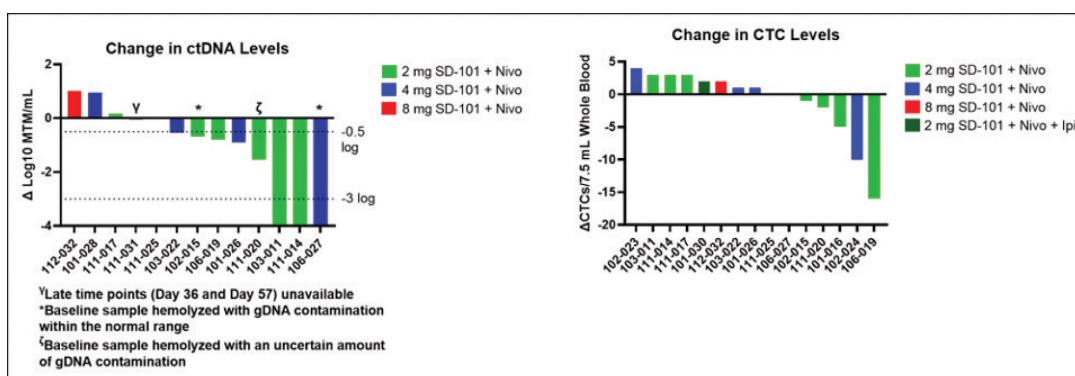 Change in ctDNA Levels
Δ Log10 MTM/mL
2
0
-2
-4
γ
*
ζ
*
-0.5
log
-3 log
112-032
101-028
111-017
111-031
111-025
103-022
102-015
106-019
101-026
111-020
103-011
111-014
106-027
2 mg SD-101 + Nivo
4 mg SD-101 + Nivo
8 mg SD-101 + Nivo
γLate time points (Day 36 and Day 57) unavailable
*Baseline sample hemolyzed with gDNA contamination
within the normal range
ζBaseline sample hemolyzed with an uncertain amount
of gDNA contamination
Change in CTC Levels
ΔCTCs/7.5 mL Whole Blood
5
0
-5
-10
-15
-20
102-023
103-011
111-014
111-017
101-030
112-032
103-022
101-026
111-025
106-027
102-015
111-020
101-016
102-024
106-019
2 mg SD-101 + Nivo
4 mg SD-101 + Nivo
8 mg SD-101 + Nivo
2 mg SD-101 + Nivo + Ipi